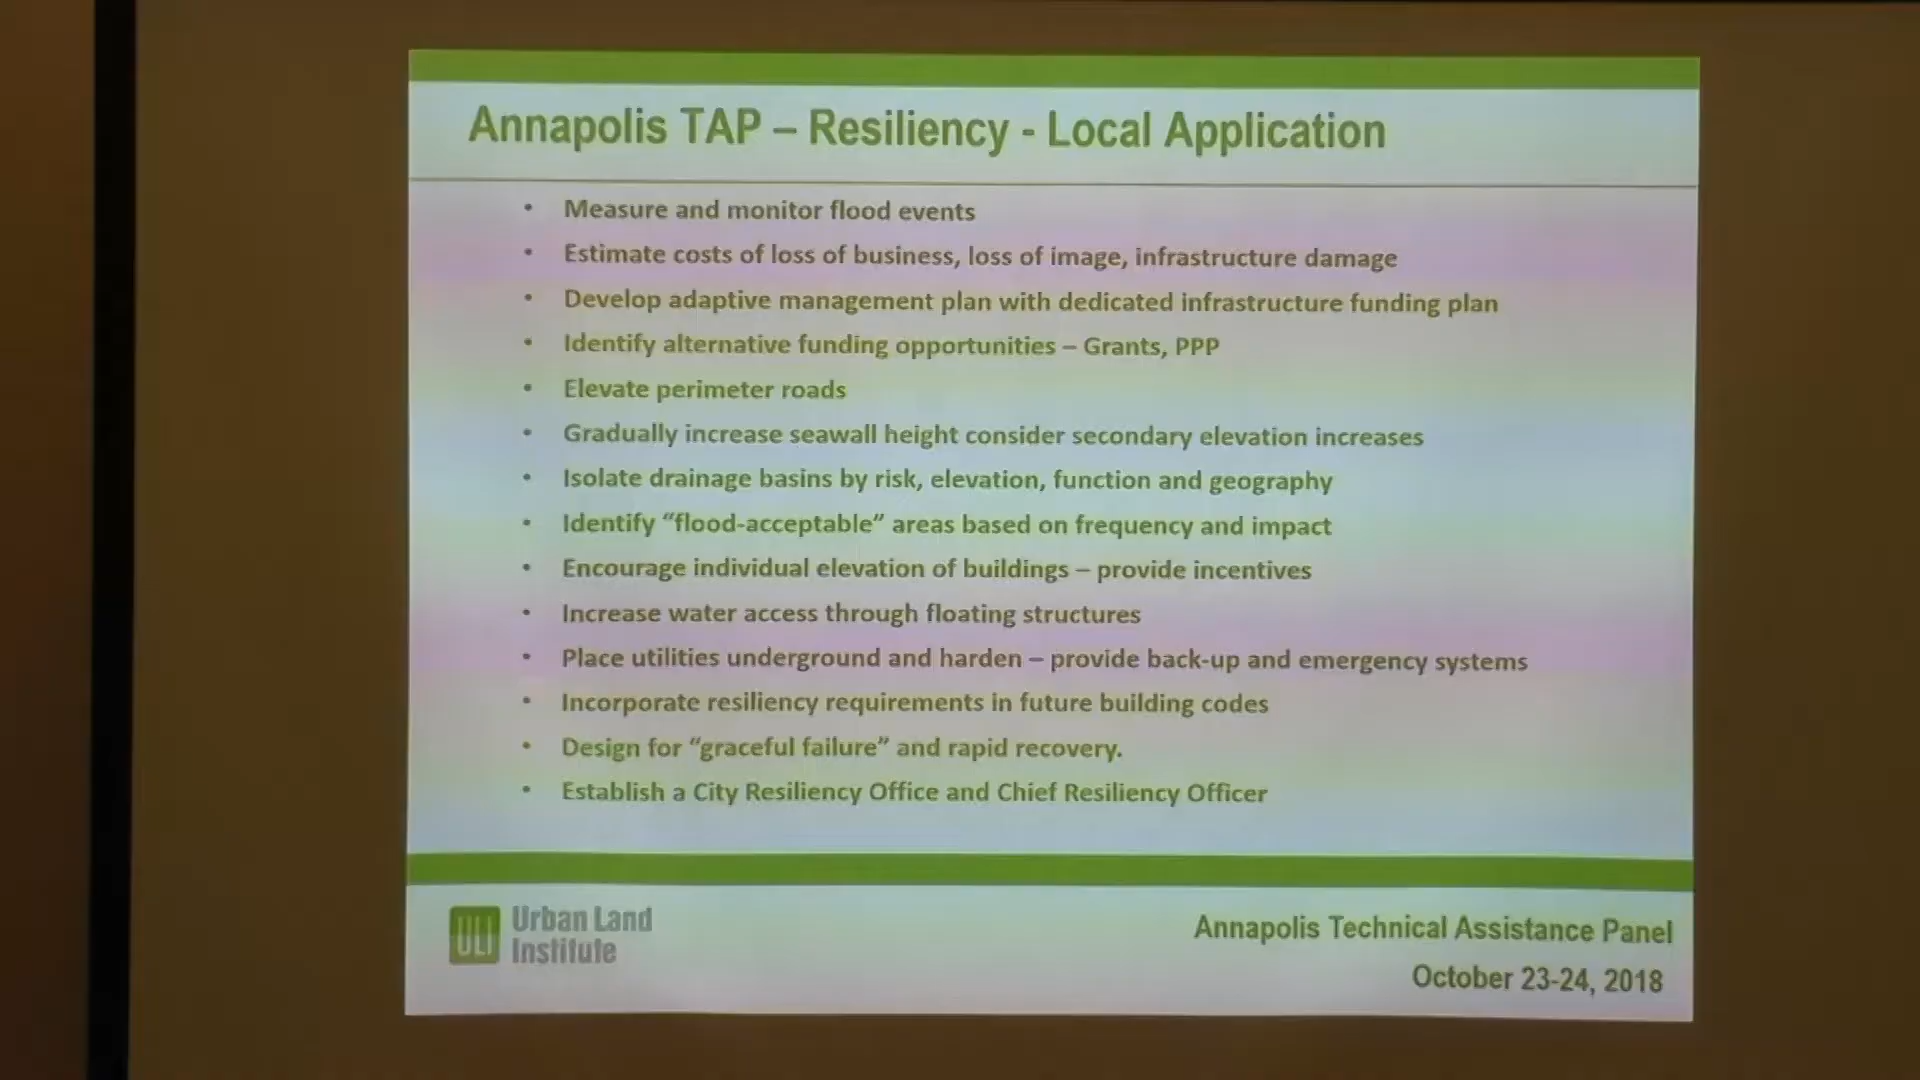 Annapolis TAP – Resiliency - Local Application
• Measure and monitor flood events
• Estimate costs of loss of business, loss of image, infrastructure damage
• Develop adaptive management plan with dedicated infrastructure funding plan
• Identify alternative funding opportunities – Grants, PPP
• Elevate perimeter roads
• Gradually increase seawall height consider secondary elevation increases
• Isolate drainage basins by risk, elevation, function and geography
• Identify “flood-acceptable” areas based on frequency and impact
• Encourage individual elevation of buildings – provide incentives
• Increase water access through floating structures
• Place utilities underground and harden – provide back-up and emergency systems
• Incorporate resiliency requirements in future building codes
• Design for “graceful failure” and rapid recovery.
• Establish a City Resiliency Office and Chief Resiliency Officer
ULI Urban Land
Institute
Annapolis Technical Assistance Panel
October 23-24, 2018